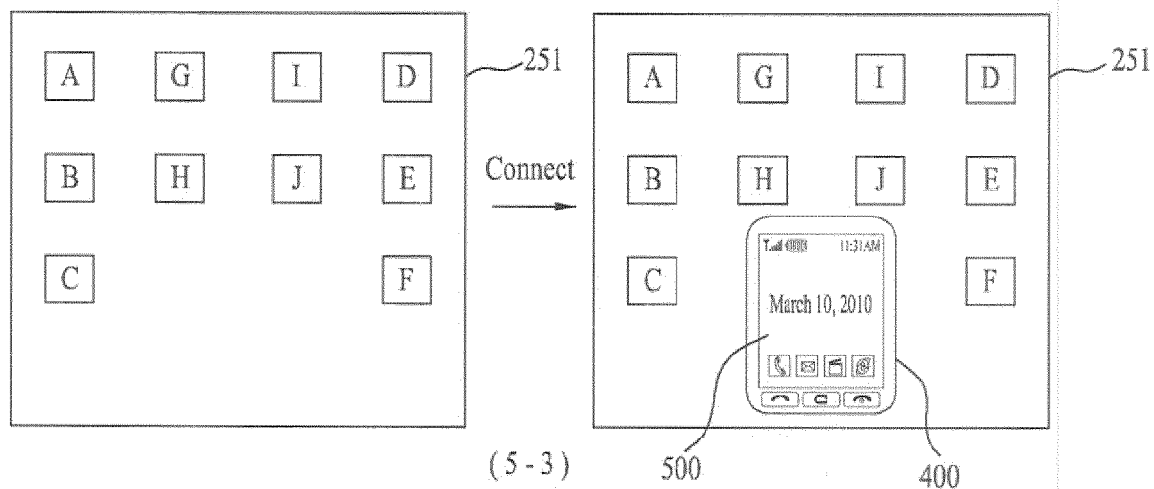 A G I D 251
B H J E
C F
Connect
A G I D 251
B H J E
C F
11:31AM
March 10, 2010
500 400
(5-3)